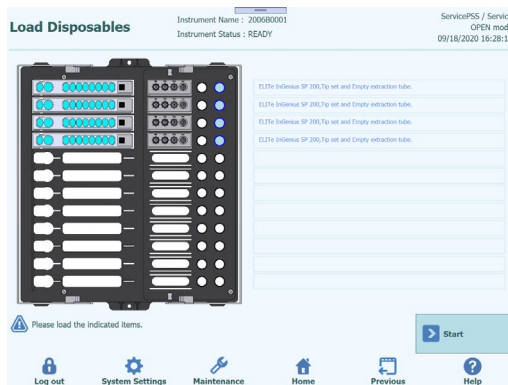 Load Disposables
Instrument Name : 2006B0001
Instrument Status : READY
ServicePSS / Servic
OPEN mod
09/18/2020 16:28:1
ELITe InGenius SP 200,Tip set and Empty extraction tube.
ELITe InGenius SP 200,Tip set and Empty extraction tube.
ELITe InGenius SP 200,Tip set and Empty extraction tube.
ELITe InGenius SP 200,Tip set and Empty extraction tube.
Please load the indicated items.
Start
Log out
System Settings
Maintenance
Home
Previous
Help